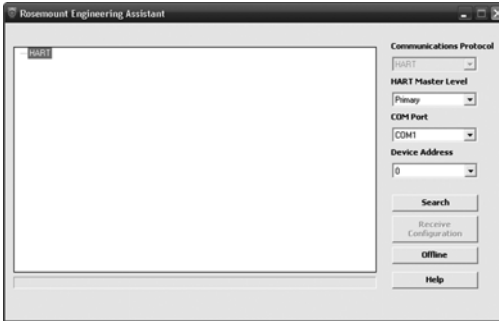 Rosemount Engineering Assistant
HART
Communications Protocol
HART
HART Master Level
Primary
COM Port
COM1
Device Address
0
Search
Receive
Configuration
Offline
Help